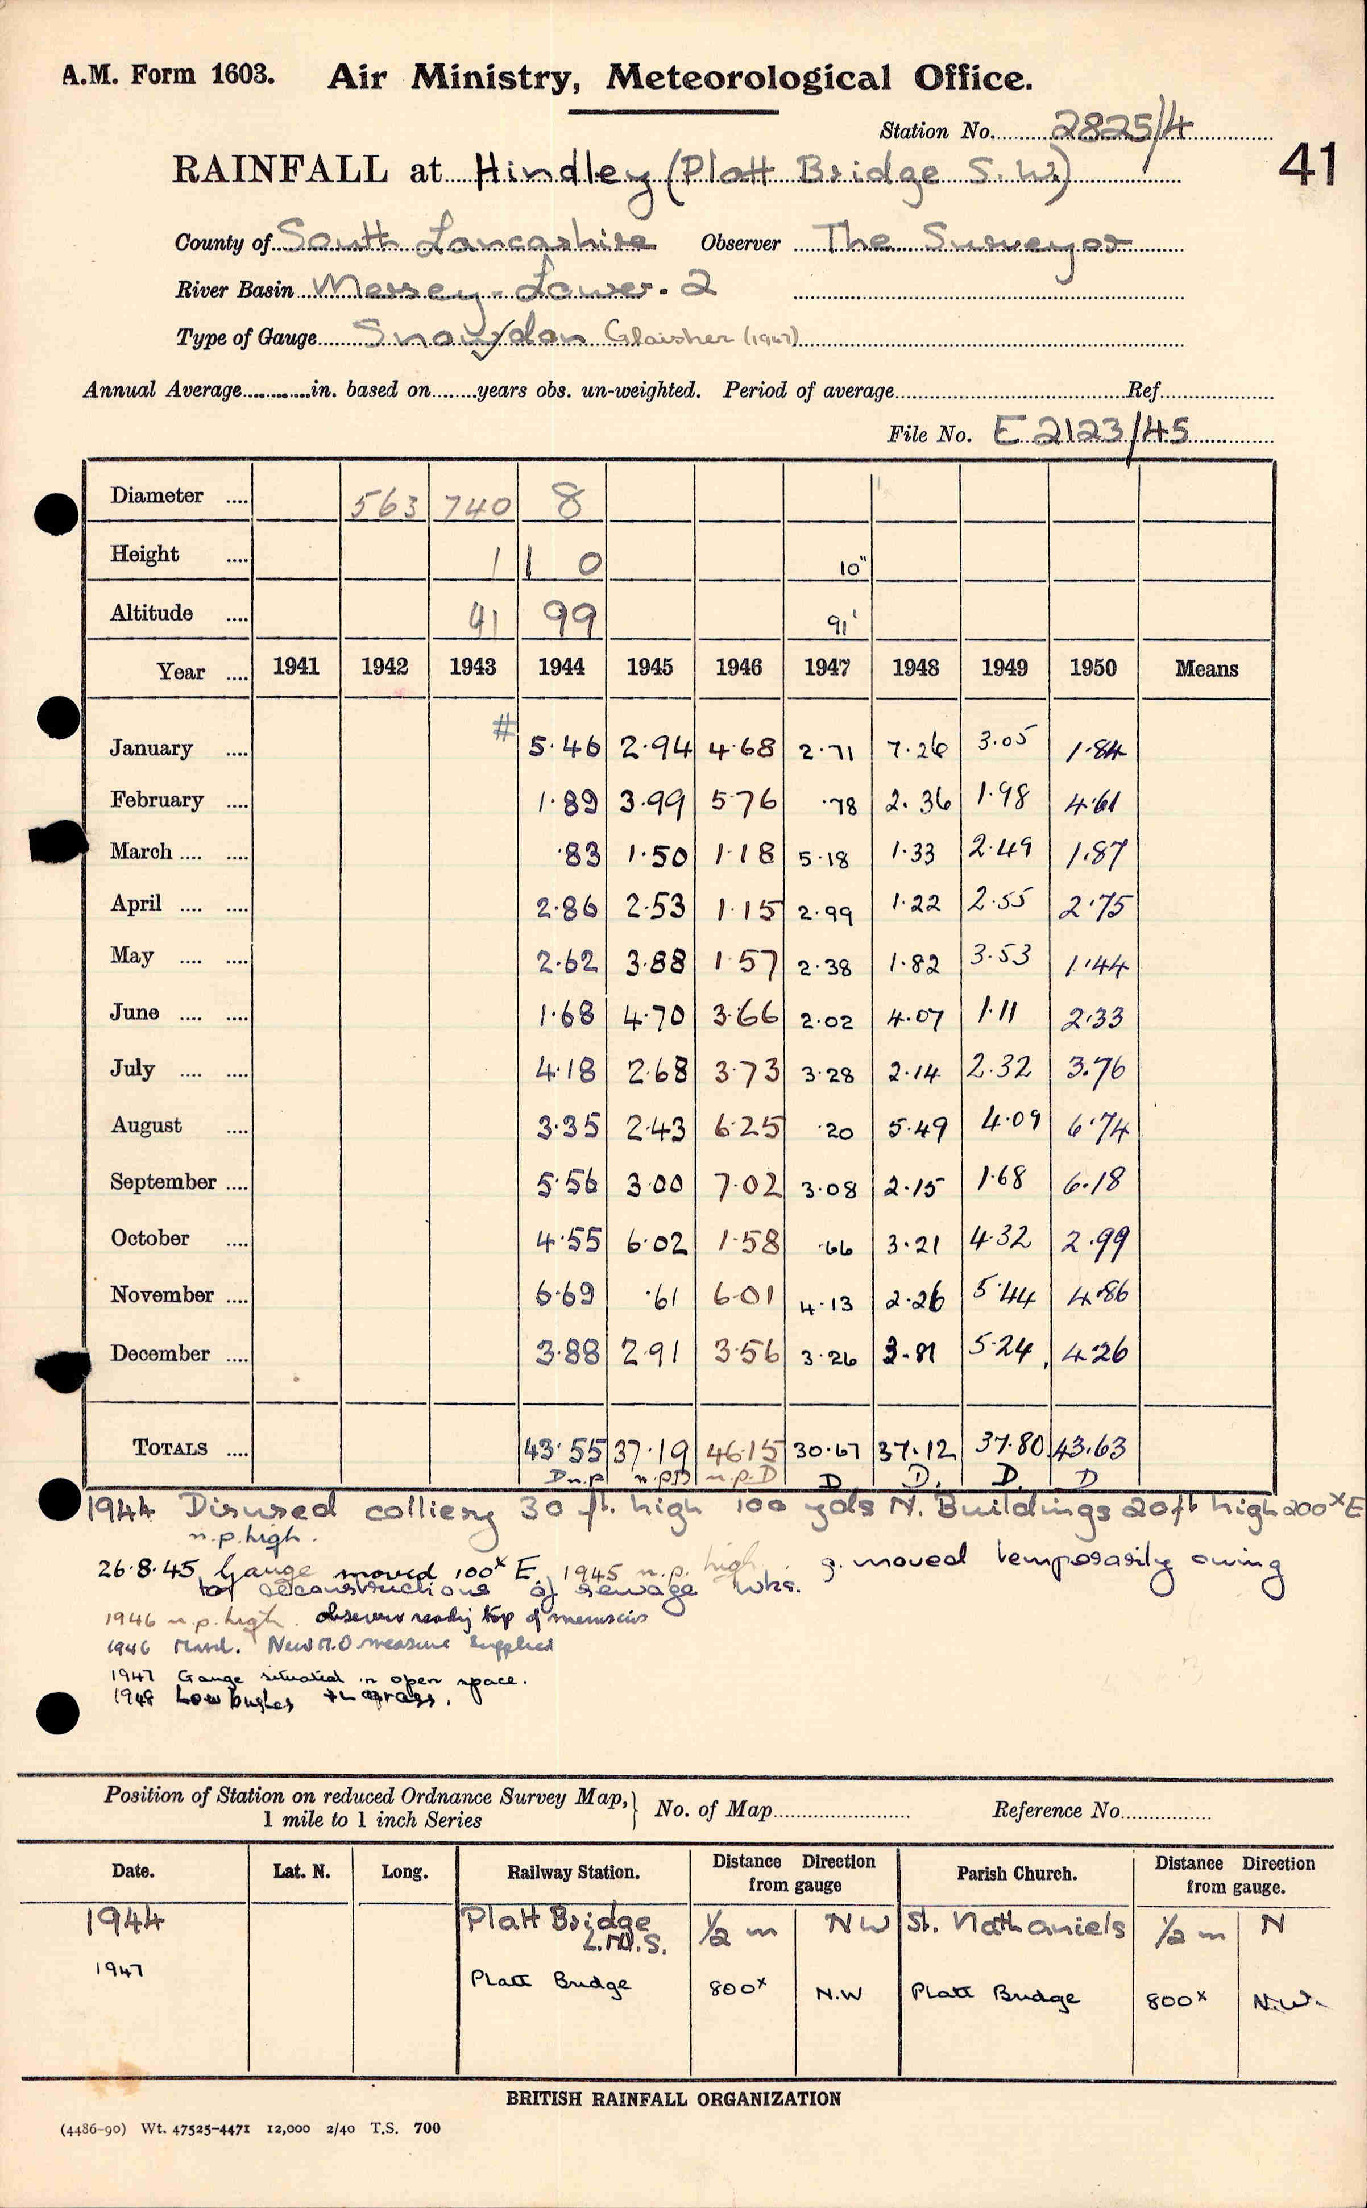 A.M. Form 1603. Air Ministry, Meteorological Office.
Station No. 2825/4
41
RAINFALL at Hindley (Platt Bridge S.W.)
County of South Lancashire Observer The Surveyor
River Basin Mersey-Lower. 2
Type of Gauge Snowdon Glaisher (1947)
Annual Average in. based on years obs. un-weighted. Period of average Ref.
File No. E 2123/45
Diameter 563 740 8
Height 1 1 0 10"
Altitude 91 99 91'
Year 1941 1942 1943 1944 1945 1946 1947 1948 1949 1950 Means
January # 5.46 2.94 4.68 2.71 7.26 3.05 1.84
February 1.89 3.99 5.76 .78 2.36 1.98 4.61
March .83 1.50 1.18 5.18 1.33 2.49 1.87
April 2.86 2.53 1.15 2.99 1.22 2.55 2.75
May 2.62 3.88 1.57 2.38 1.82 3.53 1.44
June 1.68 4.70 3.66 2.02 4.07 1.11 2.33
July 4.18 2.68 3.73 3.28 2.14 2.32 3.76
August 3.35 2.43 6.25 .20 5.49 4.09 6.74
September 5.56 3.00 7.02 3.08 2.15 1.68 6.18
October 4.55 6.02 1.58 .66 3.21 4.32 2.99
November 6.69 .61 6.01 4.13 2.26 5.44 4.86
December 3.88 2.91 3.56 3.26 3.81 5.24 4.26
TOTALS 43.55 37.19 46.15 30.67 37.12 37.80 43.63
D n.p n.p D n.p.D D D. D. D
1944 Disused colliery 30 ft. high 100 yds N. Buildings 20ft high 200ˣ E
n.p. high.
26.8.45 Gauge moved 100ˣ E. 1945 n.p. high. g. moved temporarily owing
to reconstructions of sewage wks.
1946 n.p. high. observer reading top of meniscus
1946 March. New M.O. measure supplied
1947 Gauge situated in open space.
1948 Low bushes grass.
Position of Station on reduced Ordnance Survey Map, 1 mile to 1 inch Series No. of Map Reference No.
Date. Lat. N. Long. Railway Station. Distance Direction from gauge Parish Church. Distance Direction from gauge.
1944 Platt Bridge L.M.S. 1/2 m NW St. Nathaniels 1/2 m N
1947 Platt Bridge 800ˣ N.W Platt Bridge 800ˣ N.W.
BRITISH RAINFALL ORGANIZATION
(4486-90) Wt. 47525-4471 12,000 2/40 T.S. 700